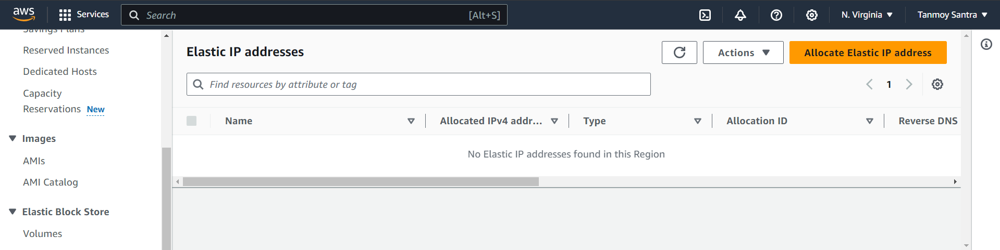 aws
Services
Search [Alt+S]
N. Virginia
Tanmoy Santra
Savings Plans
Reserved Instances
Dedicated Hosts
Capacity
Reservations New
Images
AMIs
AMI Catalog
Elastic Block Store
Volumes
Elastic IP addresses
Actions
Allocate Elastic IP address
Find resources by attribute or tag
1
Name Allocated IPv4 addr... Type Allocation ID Reverse DNS
No Elastic IP addresses found in this Region